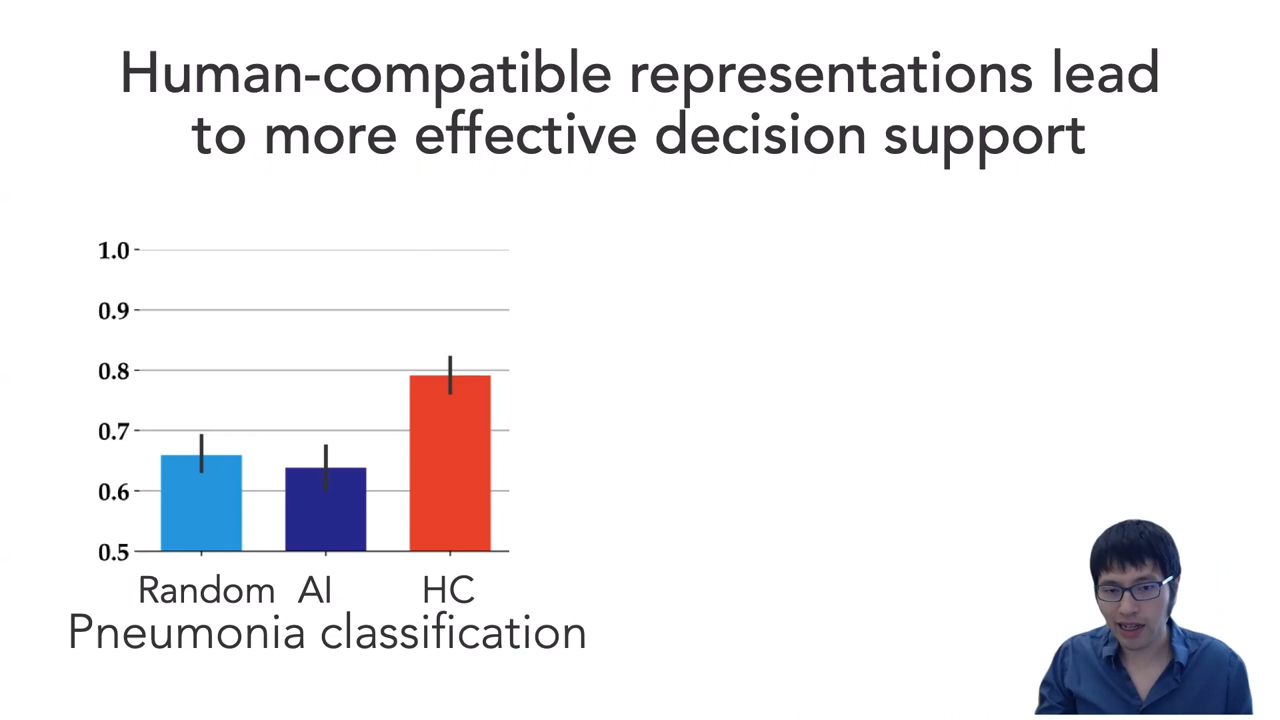 Human-compatible representations lead
to more effective decision support
1.0
0.9
0.8
0.7
0.6
0.5
Random AI HC
Pneumonia classification